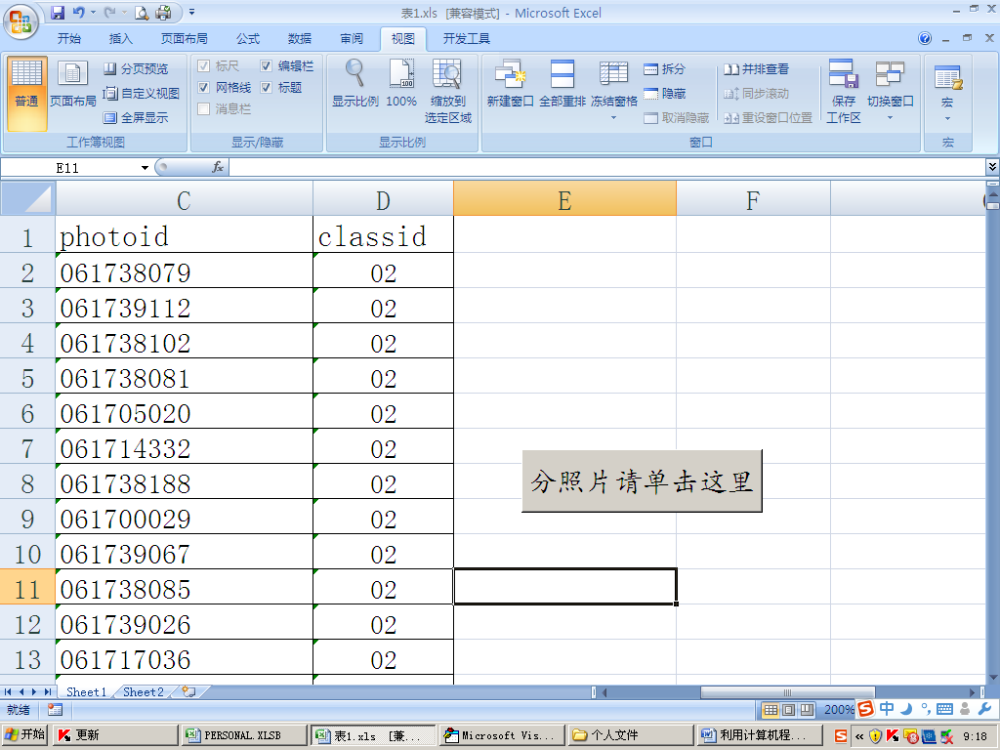 表1.xls [兼容模式] - Microsoft Excel
开始 插入 页面布局 公式 数据 审阅 视图 开发工具
普通 页面布局 分页预览 自定义视图 全屏显示
标尺 编辑栏 网格线 标题 消息栏
显示比例 100% 缩放到选定区域
新建窗口 全部重排 冻结窗格 拆分 隐藏 取消隐藏
并排查看 同步滚动 重设窗口位置
保存工作区 切换窗口 宏
工作簿视图 显示/隐藏 显示比例 窗口 宏
E11 fx
C D E F
1 photoid classid
2 061738079 02
3 061739112 02
4 061738102 02
5 061738081 02
6 061705020 02
7 061714332 02
8 061738188 02
9 061700029 02
10 061739067 02
11 061738085 02
12 061739026 02
13 061717036 02
分照片请单击这里
Sheet1 Sheet2
就绪 200% 中
开始 更新 PERSONAL.XLSB 表1.xls [兼... Microsoft Vis... 个人文件 利用计算机程... 9:18